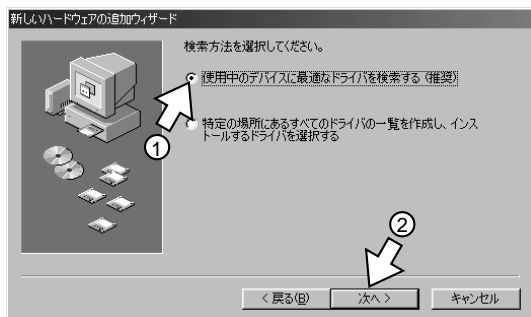 新しいハードウェアの追加ウィザード
検索方法を選択してください。
使用中のデバイスに最適なドライバを検索する (推奨)
①
特定の場所にあるすべてのドライバの一覧を作成し、インス
トールするドライバを選択する
②
< 戻る(B) 次へ > キャンセル